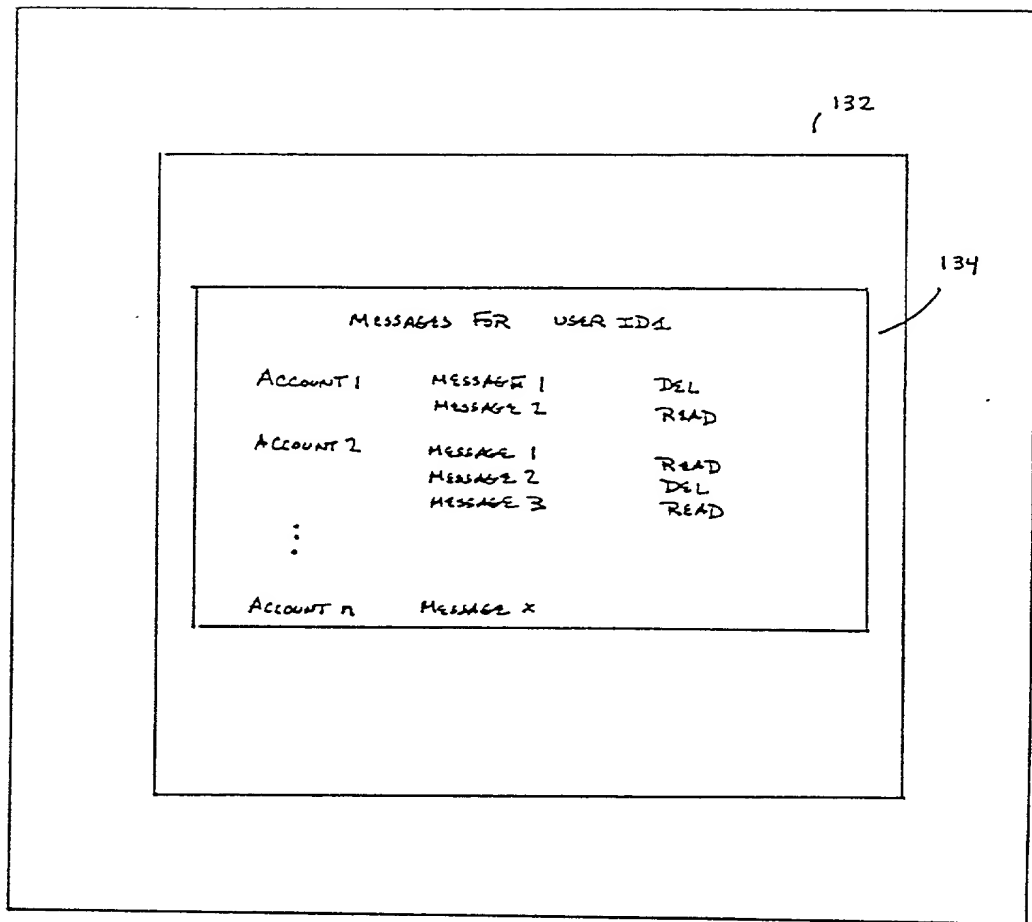 132
134
MESSAGES FOR USER ID1
ACCOUNT 1 MESSAGE 1 DEL
MESSAGE 2 READ
ACCOUNT 2 MESSAGE 1 READ
MESSAGE 2 DEL
MESSAGE 3 READ
ACCOUNT n MESSAGE x